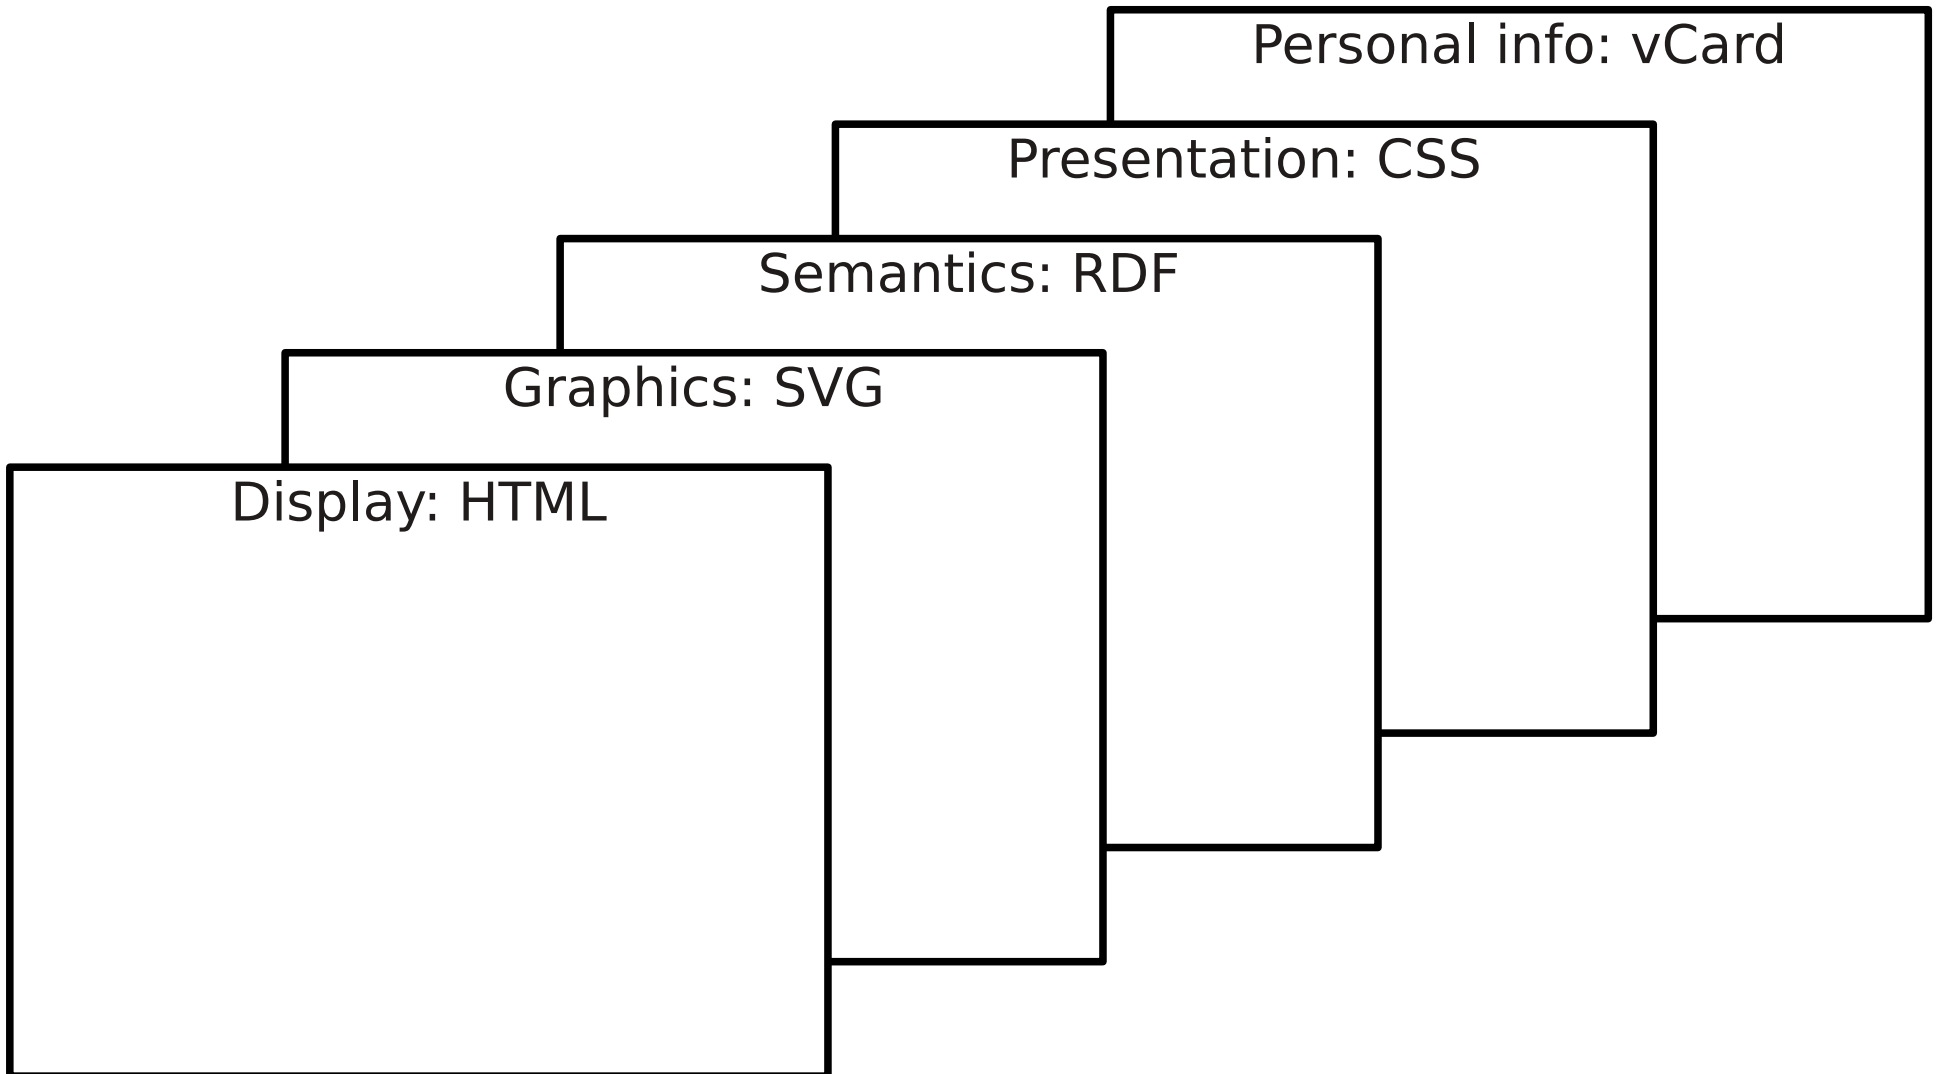 Personal info: vCard
Presentation: CSS
Semantics: RDF
Graphics: SVG
Display: HTML